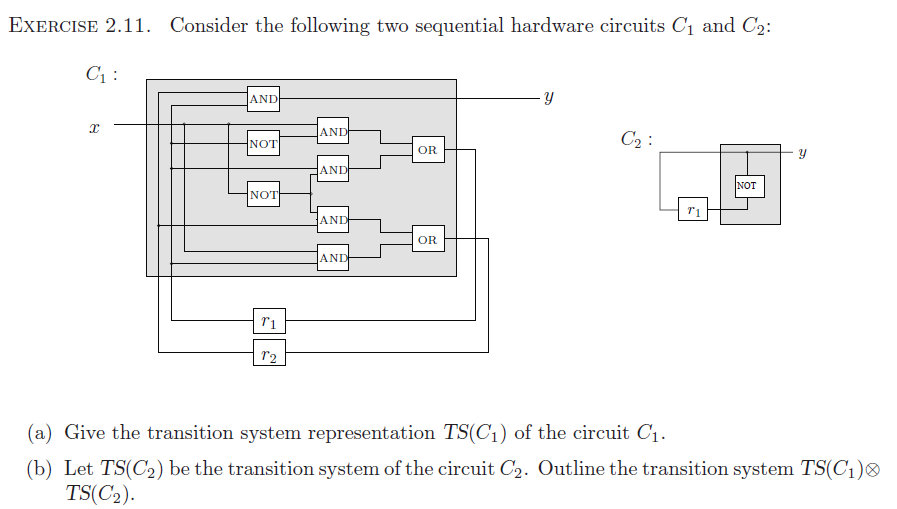 EXERCISE 2.11. Consider the following two sequential hardware circuits C₁ and C₂:
C₁ :
AND
y
x
AND
NOT
OR
C₂ :
y
AND
NOT
NOT
r₁
AND
OR
AND
r₁
r₂
(a) Give the transition system representation TS(C₁) of the circuit C₁.
(b) Let TS(C₂) be the transition system of the circuit C₂. Outline the transition system TS(C₁)⊗
TS(C₂).